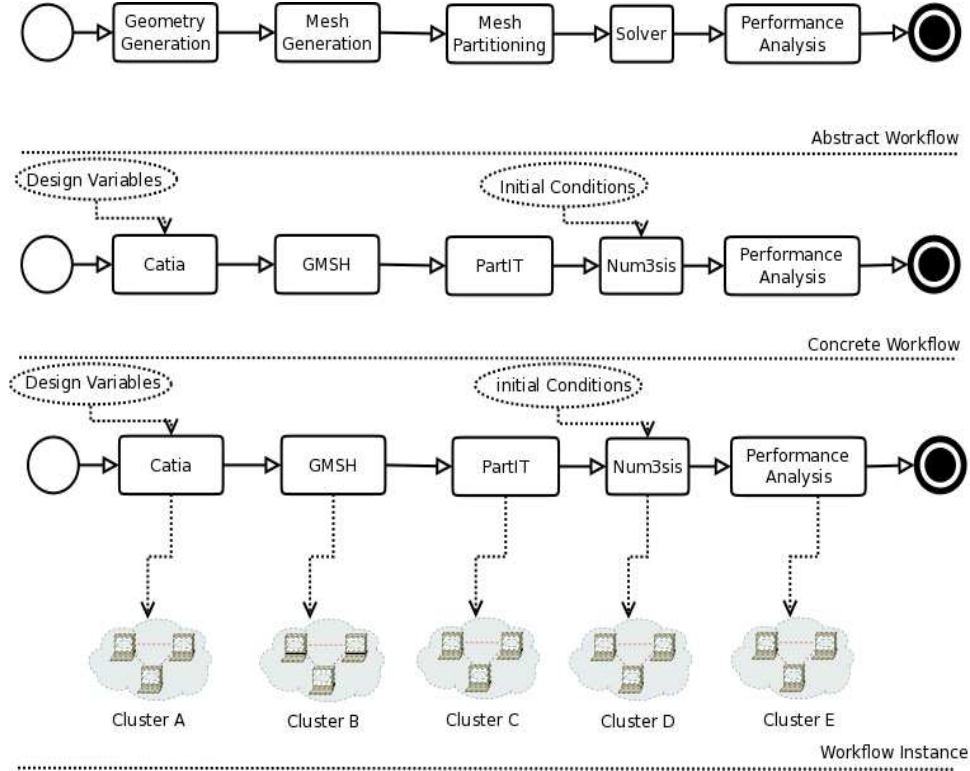 Geometry
Generation
Mesh
Generation
Mesh
Partitioning
Solver
Performance
Analysis
Abstract Workflow
Design Variables
Initial Conditions
Catia
GMSH
PartIT
Num3sis
Performance
Analysis
Concrete Workflow
Design Variables
initial Conditions
Catia
GMSH
PartIT
Num3sis
Performance
Analysis
Cluster A
Cluster B
Cluster C
Cluster D
Cluster E
Workflow Instance